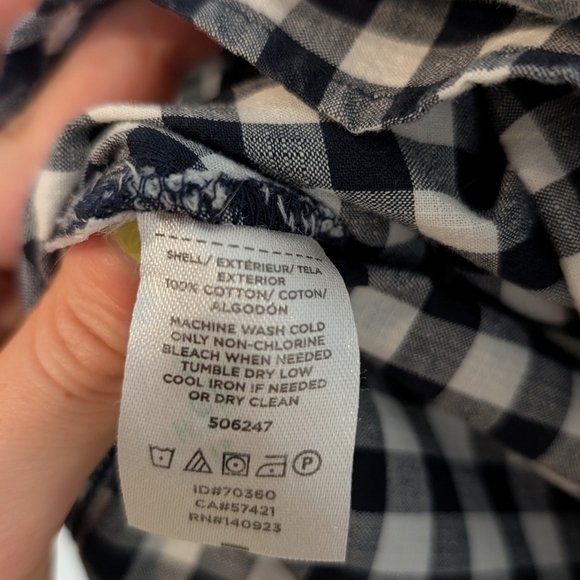 SHELL/ EXTÉRIEUR/ TELA
EXTERIOR
100% COTTON/ COTON/
ALGODÓN
MACHINE WASH COLD
ONLY NON-CHLORINE
BLEACH WHEN NEEDED
TUMBLE DRY LOW
COOL IRON IF NEEDED
OR DRY CLEAN
506247
P
ID#70360
CA#57421
RN#140923